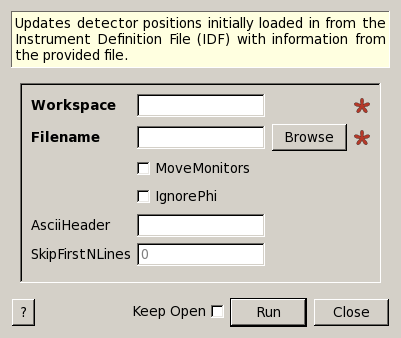 Updates detector positions initially loaded in from the
Instrument Definition File (IDF) with information from
the provided file.
Workspace
Filename
Browse
MoveMonitors
IgnorePhi
AsciiHeader
SkipFirstNLines 0
? Keep Open Run Close